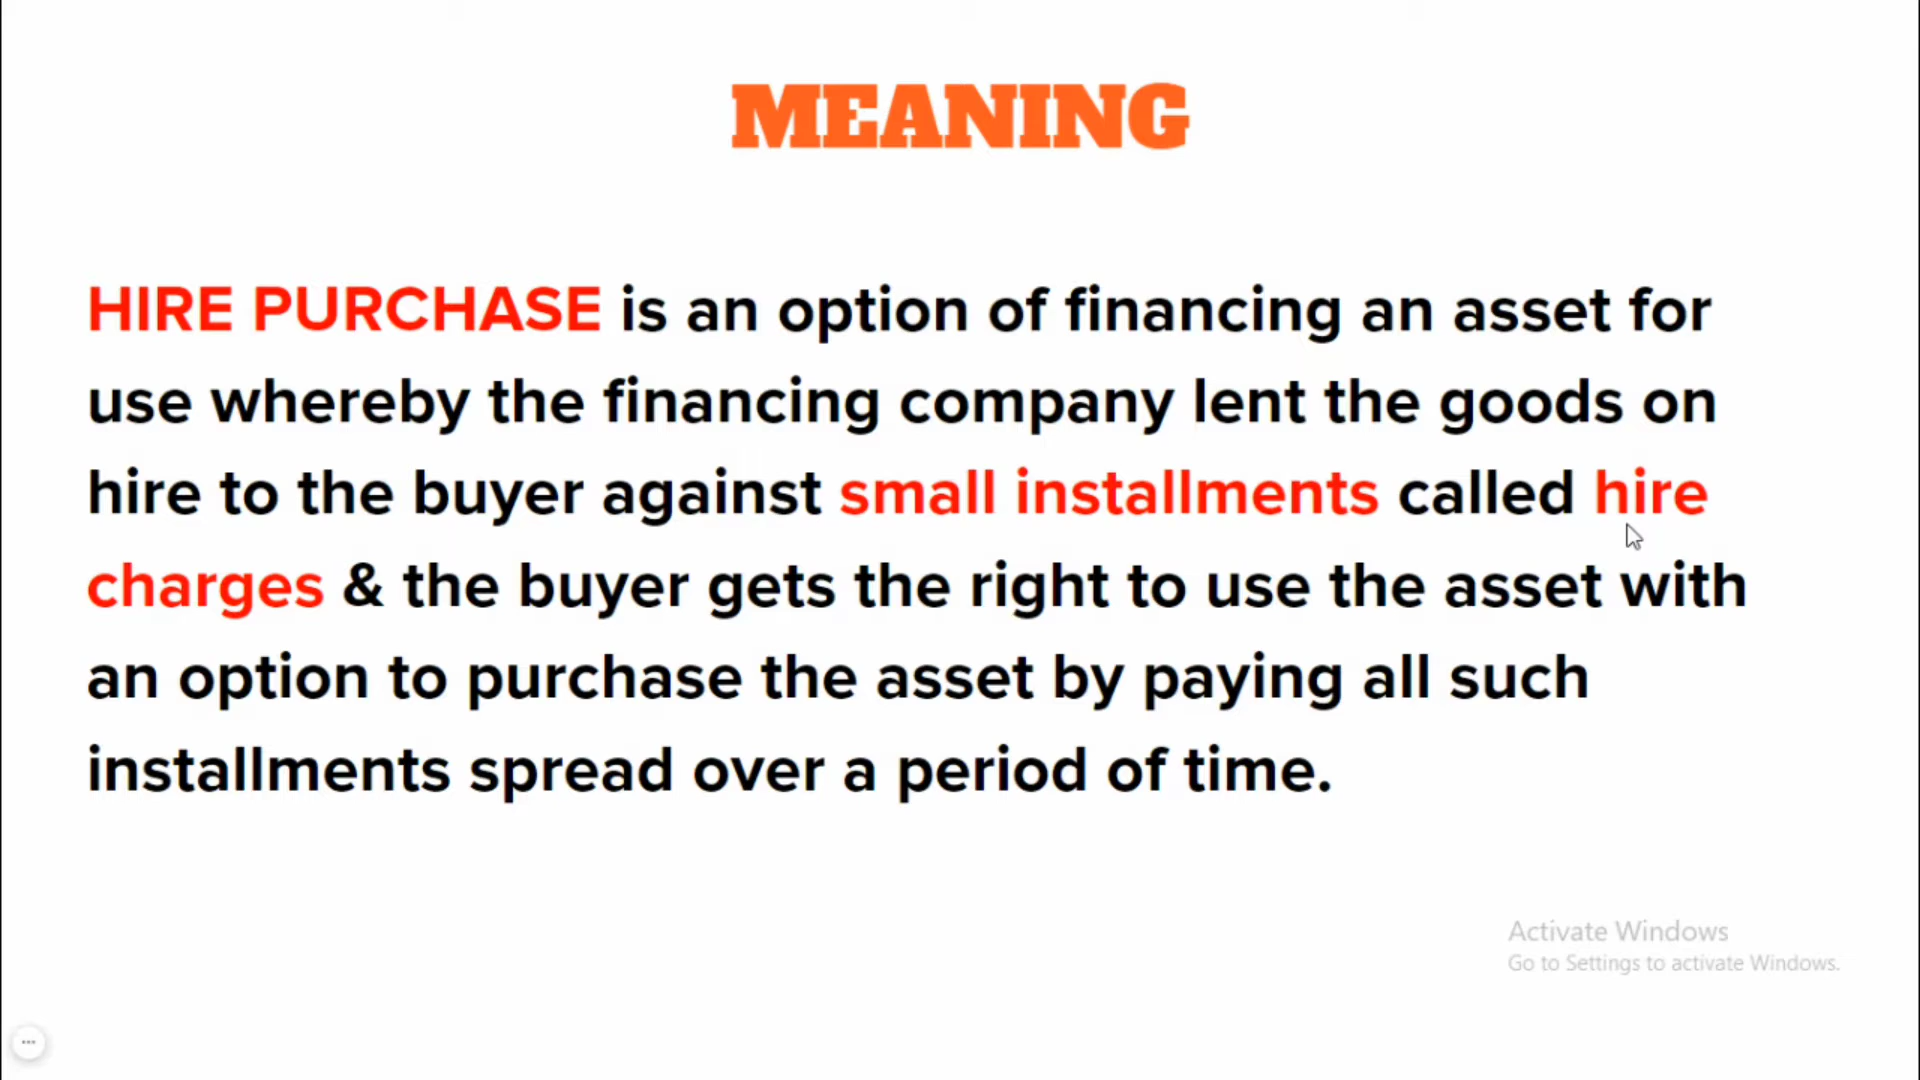 MEANING
HIRE PURCHASE is an option of financing an asset for
use whereby the financing company lent the goods on
hire to the buyer against small installments called hire
charges & the buyer gets the right to use the asset with
an option to purchase the asset by paying all such
installments spread over a period of time.
Activate Windows
Go to Settings to activate Windows.